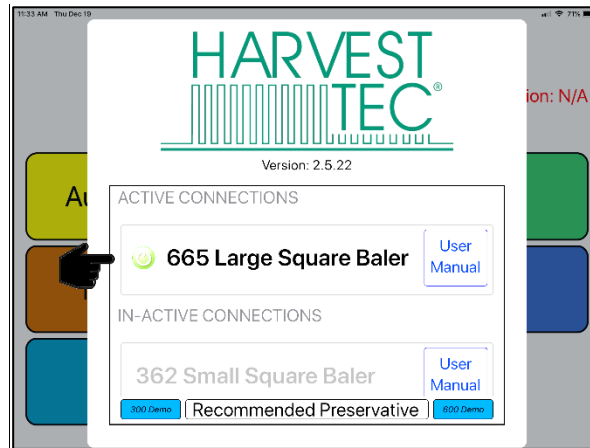 11:33 AM Thu Dec 19
71%
HARVEST
TEC®
ion: N/A
Version: 2.5.22
Au
ACTIVE CONNECTIONS
665 Large Square Baler
User
Manual
IN-ACTIVE CONNECTIONS
362 Small Square Baler
User
Manual
300 Demo
Recommended Preservative
600 Demo